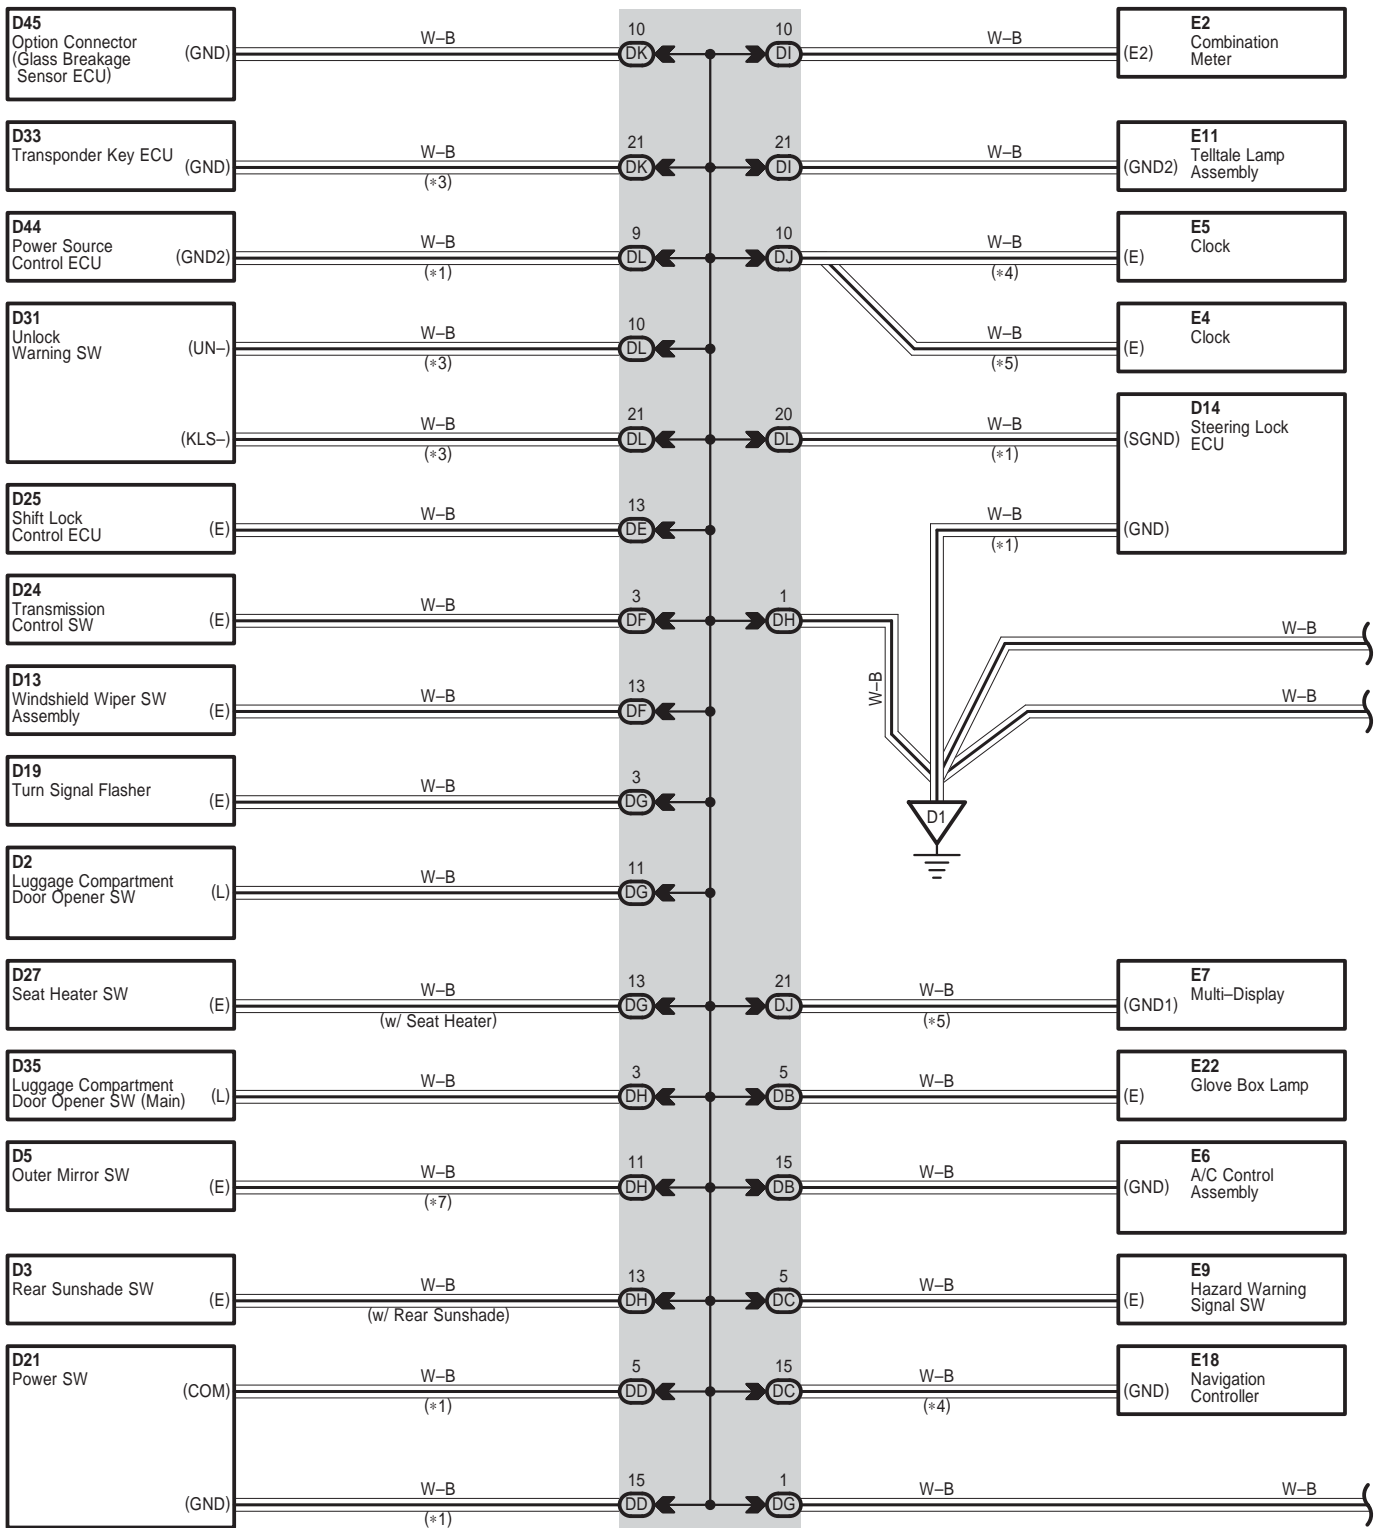 D45
Option Connector
(Glass Breakage
Sensor ECU)
(GND)
W–B
10
DK
10
DI
W–B
(E2)
E2
Combination
Meter
D33
Transponder Key ECU
(GND)
W–B
(*3)
21
DK
21
DI
W–B
(GND2)
E11
Telltale Lamp
Assembly
D44
Power Source
Control ECU
(GND2)
W–B
(*1)
9
DL
10
DJ
W–B
(*4)
(E)
E5
Clock
D31
Unlock
Warning SW
(UN–)
W–B
(*3)
10
DL
W–B
(*5)
(E)
E4
Clock
(KLS–)
W–B
(*3)
21
DL
20
DL
W–B
(*1)
(SGND)
D14
Steering Lock
ECU
D25
Shift Lock
Control ECU
(E)
W–B
13
DE
W–B
(*1)
(GND)
D24
Transmission
Control SW
(E)
W–B
3
DF
1
DH
W–B
W–B
D13
Windshield Wiper SW
Assembly
(E)
W–B
13
DF
W–B
D19
Turn Signal Flasher
(E)
W–B
3
DG
D1
D2
Luggage Compartment
Door Opener SW
(L)
W–B
11
DG
D27
Seat Heater SW
(E)
W–B
(w/ Seat Heater)
13
DG
21
DJ
W–B
(*5)
(GND1)
E7
Multi–Display
D35
Luggage Compartment
Door Opener SW (Main)
(L)
W–B
3
DH
5
DB
W–B
(E)
E22
Glove Box Lamp
D5
Outer Mirror SW
(E)
W–B
(*7)
11
DH
15
DB
W–B
(GND)
E6
A/C Control
Assembly
D3
Rear Sunshade SW
(E)
W–B
(w/ Rear Sunshade)
13
DH
5
DC
W–B
(E)
E9
Hazard Warning
Signal SW
D21
Power SW
(COM)
W–B
(*1)
5
DD
15
DC
W–B
(*4)
(GND)
E18
Navigation
Controller
(GND)
W–B
(*1)
15
DD
1
DG
W–B
W–B